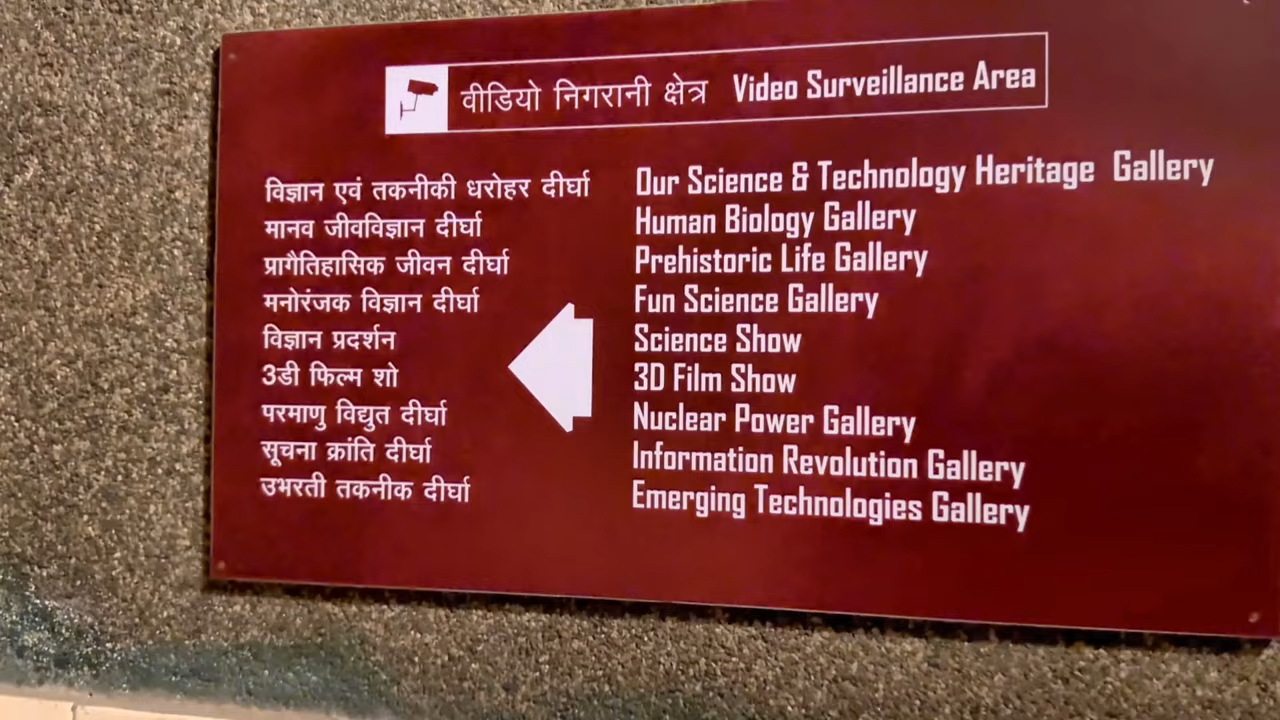 वीडियो निगरानी क्षेत्र Video Surveillance Area
विज्ञान एवं तकनीकी धरोहर दीर्घा Our Science & Technology Heritage Gallery
मानव जीवविज्ञान दीर्घा Human Biology Gallery
प्रागैतिहासिक जीवन दीर्घा Prehistoric Life Gallery
मनोरंजक विज्ञान दीर्घा Fun Science Gallery
विज्ञान प्रदर्शन Science Show
3डी फिल्म शो 3D Film Show
परमाणु विद्युत दीर्घा Nuclear Power Gallery
सूचना क्रांति दीर्घा Information Revolution Gallery
उभरती तकनीक दीर्घा Emerging Technologies Gallery